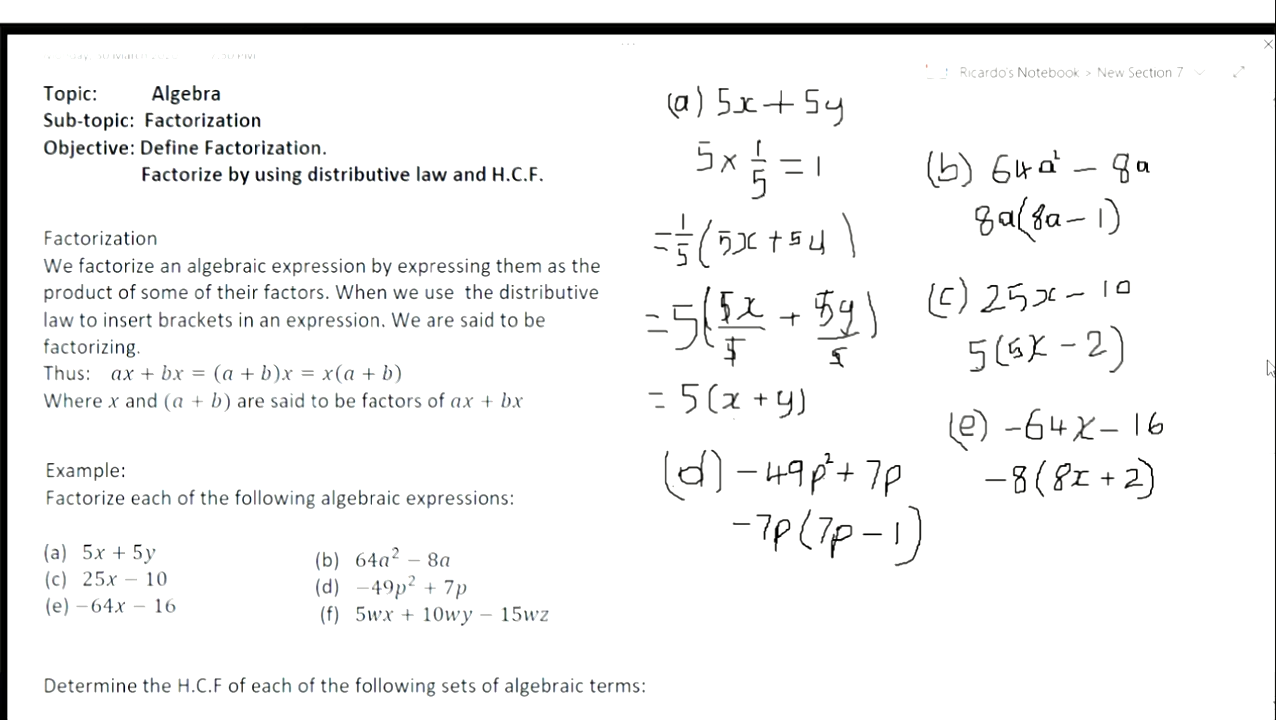 Ricardo's Notebook > New Section 7
Topic: Algebra
Sub-topic: Factorization
Objective: Define Factorization.
Factorize by using distributive law and H.C.F.
Factorization
We factorize an algebraic expression by expressing them as the
product of some of their factors. When we use the distributive
law to insert brackets in an expression. We are said to be
factorizing.
Thus: ax + bx = (a + b)x = x(a + b)
Where x and (a + b) are said to be factors of ax + bx
Example:
Factorize each of the following algebraic expressions:
(a) 5x + 5y
(b) 64a² − 8a
(c) 25x − 10
(d) −49p² + 7p
(e) −64x − 16
(f) 5wx + 10wy − 15wz
Determine the H.C.F of each of the following sets of algebraic terms:
(a) 5x + 5y
5 × 1/5 = 1
= 1/5 (5x + 5y)
= 5(5x/5 + 5y/5)
= 5(x + y)
(d) −49p² + 7p
−7p(7p − 1)
(b) 64a² − 8a
8a(8a − 1)
(c) 25x − 10
5(5x − 2)
(e) −64x − 16
−8(8x + 2)